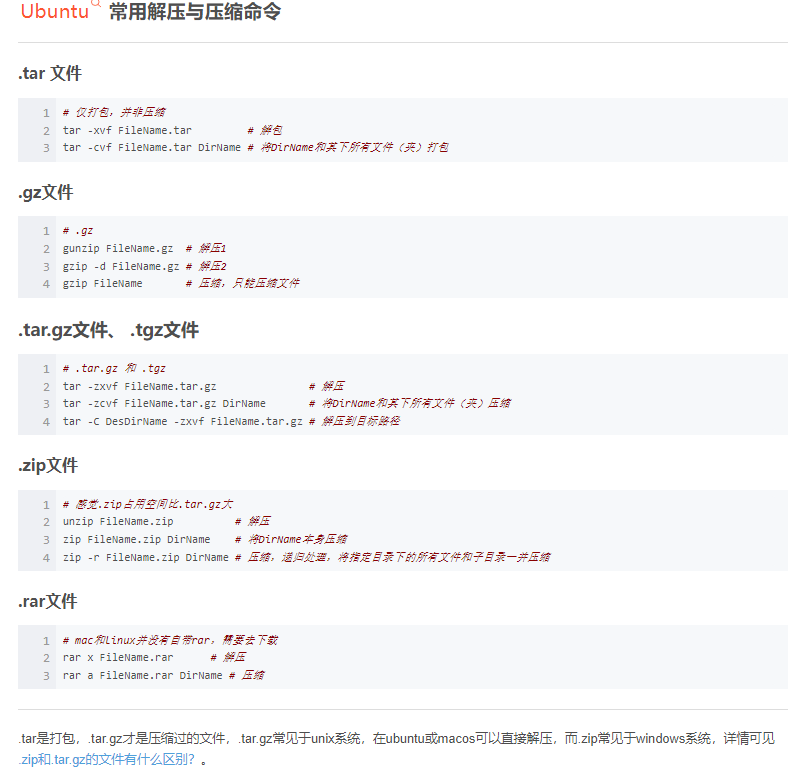 Ubuntu 常用解压与压缩命令
.tar 文件
1 # 仅打包，并非压缩
2 tar -xvf FileName.tar         # 解包
3 tar -cvf FileName.tar DirName # 将DirName和其下所有文件（夹）打包
.gz文件
1 # .gz
2 gunzip FileName.gz  # 解压1
3 gzip -d FileName.gz # 解压2
4 gzip FileName       # 压缩，只能压缩文件
.tar.gz文件、 .tgz文件
1 # .tar.gz 和 .tgz
2 tar -zxvf FileName.tar.gz               # 解压
3 tar -zcvf FileName.tar.gz DirName       # 将DirName和其下所有文件（夹）压缩
4 tar -C DesDirName -zxvf FileName.tar.gz # 解压到目标路径
.zip文件
1 # 感觉.zip占用空间比.tar.gz大
2 unzip FileName.zip          # 解压
3 zip FileName.zip DirName    # 将DirName本身压缩
4 zip -r FileName.zip DirName # 压缩，递归处理，将指定目录下的所有文件和子目录一并压缩
.rar文件
1 # mac和linux并没有自带rar，需要去下载
2 rar x FileName.rar      # 解压
3 rar a FileName.rar DirName # 压缩
.tar是打包，.tar.gz才是压缩过的文件，.tar.gz常见于unix系统，在ubuntu或macos可以直接解压，而.zip常见于windows系统，详情可见
.zip和.tar.gz的文件有什么区别？。